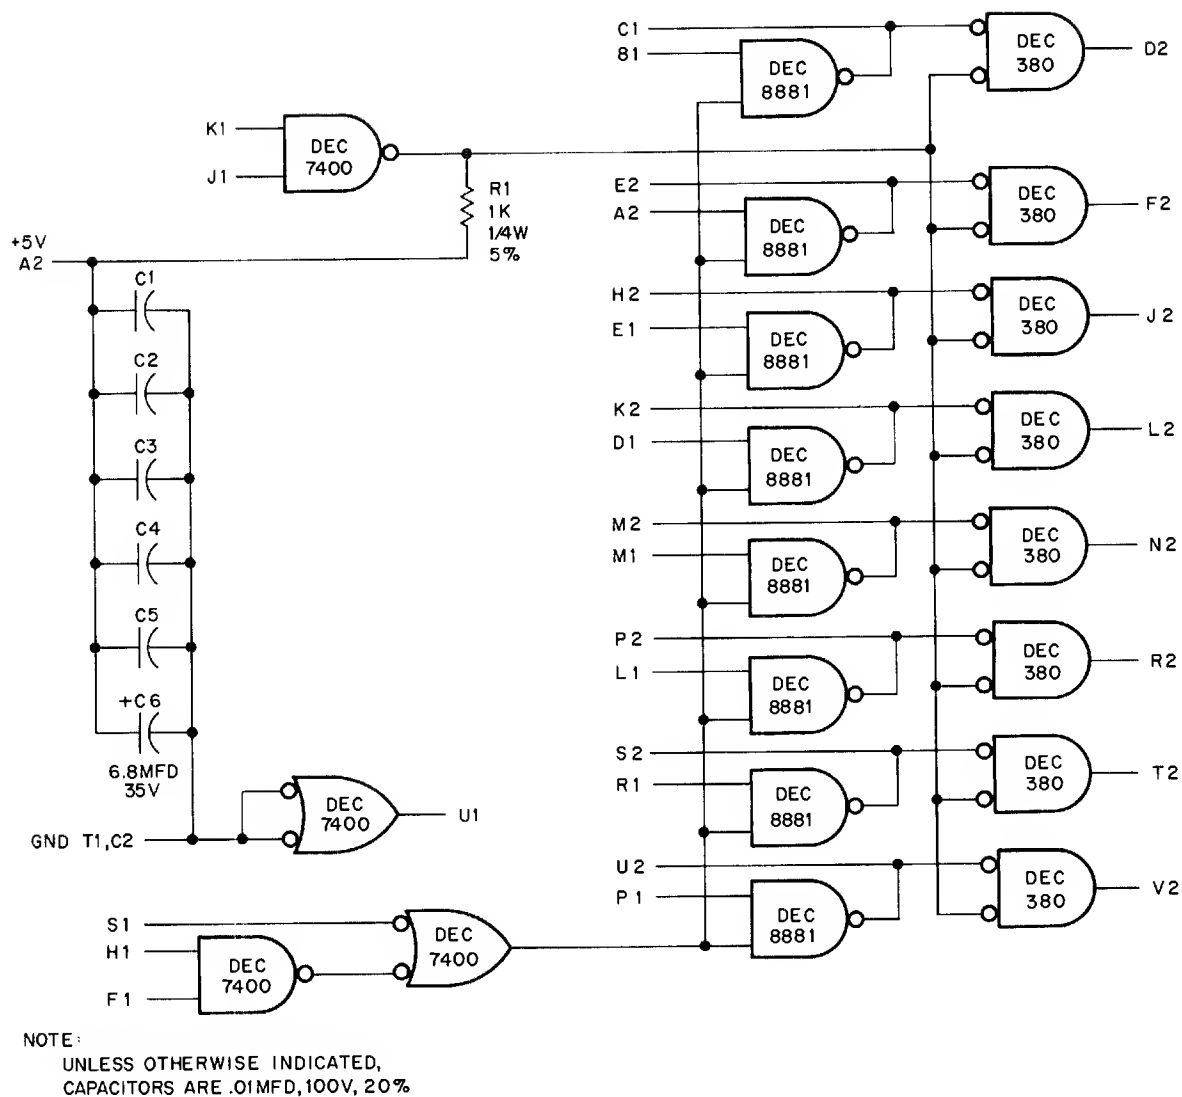 C1
81
DEC
8881
DEC
380
D2
K1
J1
DEC
7400
R1
1K
1/4W
5%
+5V
A2
E2
A2
DEC
8881
DEC
380
F2
H2
E1
DEC
8881
DEC
380
J2
K2
D1
DEC
8881
DEC
380
L2
M2
M1
DEC
8881
DEC
380
N2
P2
L1
DEC
8881
DEC
380
R2
S2
R1
DEC
8881
DEC
380
T2
U2
P1
DEC
8881
DEC
380
V2
C1
C2
C3
C4
C5
+C6
6.8MFD
35V
GND T1,C2
DEC
7400
U1
S1
H1
F1
DEC
7400
DEC
7400
NOTE:
UNLESS OTHERWISE INDICATED,
CAPACITORS ARE .01MFD,100V, 20%